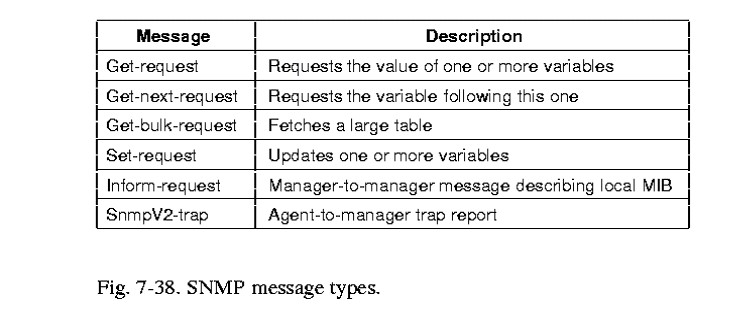 Message Description
Get-request Requests the value of one or more variables
Get-next-request Requests the variable following this one
Get-bulk-request Fetches a large table
Set-request Updates one or more variables
Inform-request Manager-to-manager message describing local MIB
SnmpV2-trap Agent-to-manager trap report
Fig. 7-38. SNMP message types.